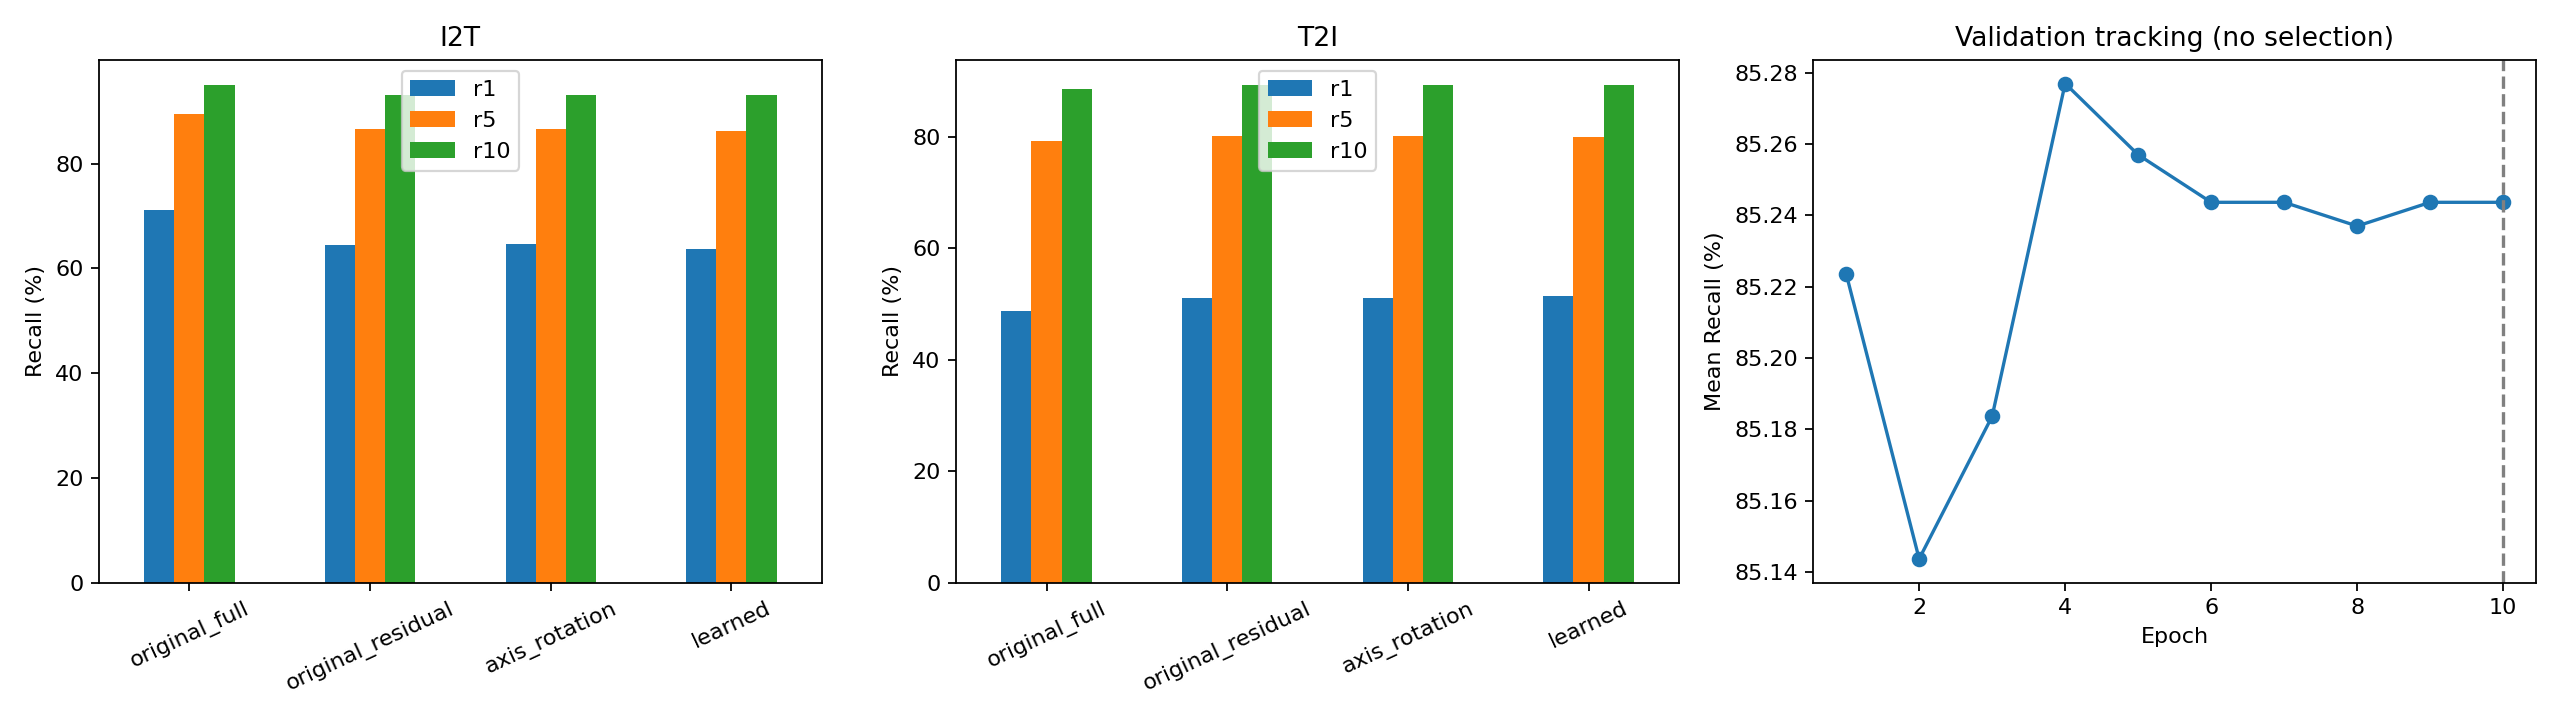 I2T
Recall (%)
80
60
40
20
0
r1
r5
r10
original_full
original_residual
axis_rotation
learned
T2I
Recall (%)
80
60
40
20
0
r1
r5
r10
original_full
original_residual
axis_rotation
learned
Validation tracking (no selection)
Mean Recall (%)
85.28
85.26
85.24
85.22
85.20
85.18
85.16
85.14
2
4
6
8
10
Epoch